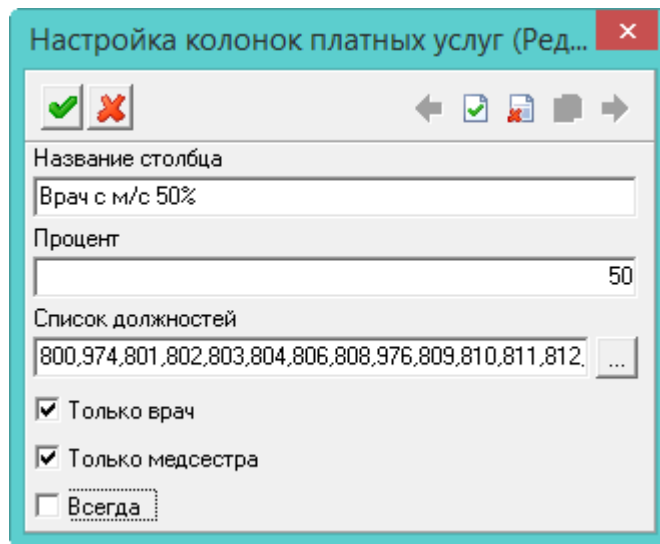 Настройка колонок платных услуг (Ред...
Название столбца
Врач с м/с 50%
Процент
50
Список должностей
800,974,801,802,803,804,806,808,976,809,810,811,812,
...
Только врач
Только медсестра
Всегда